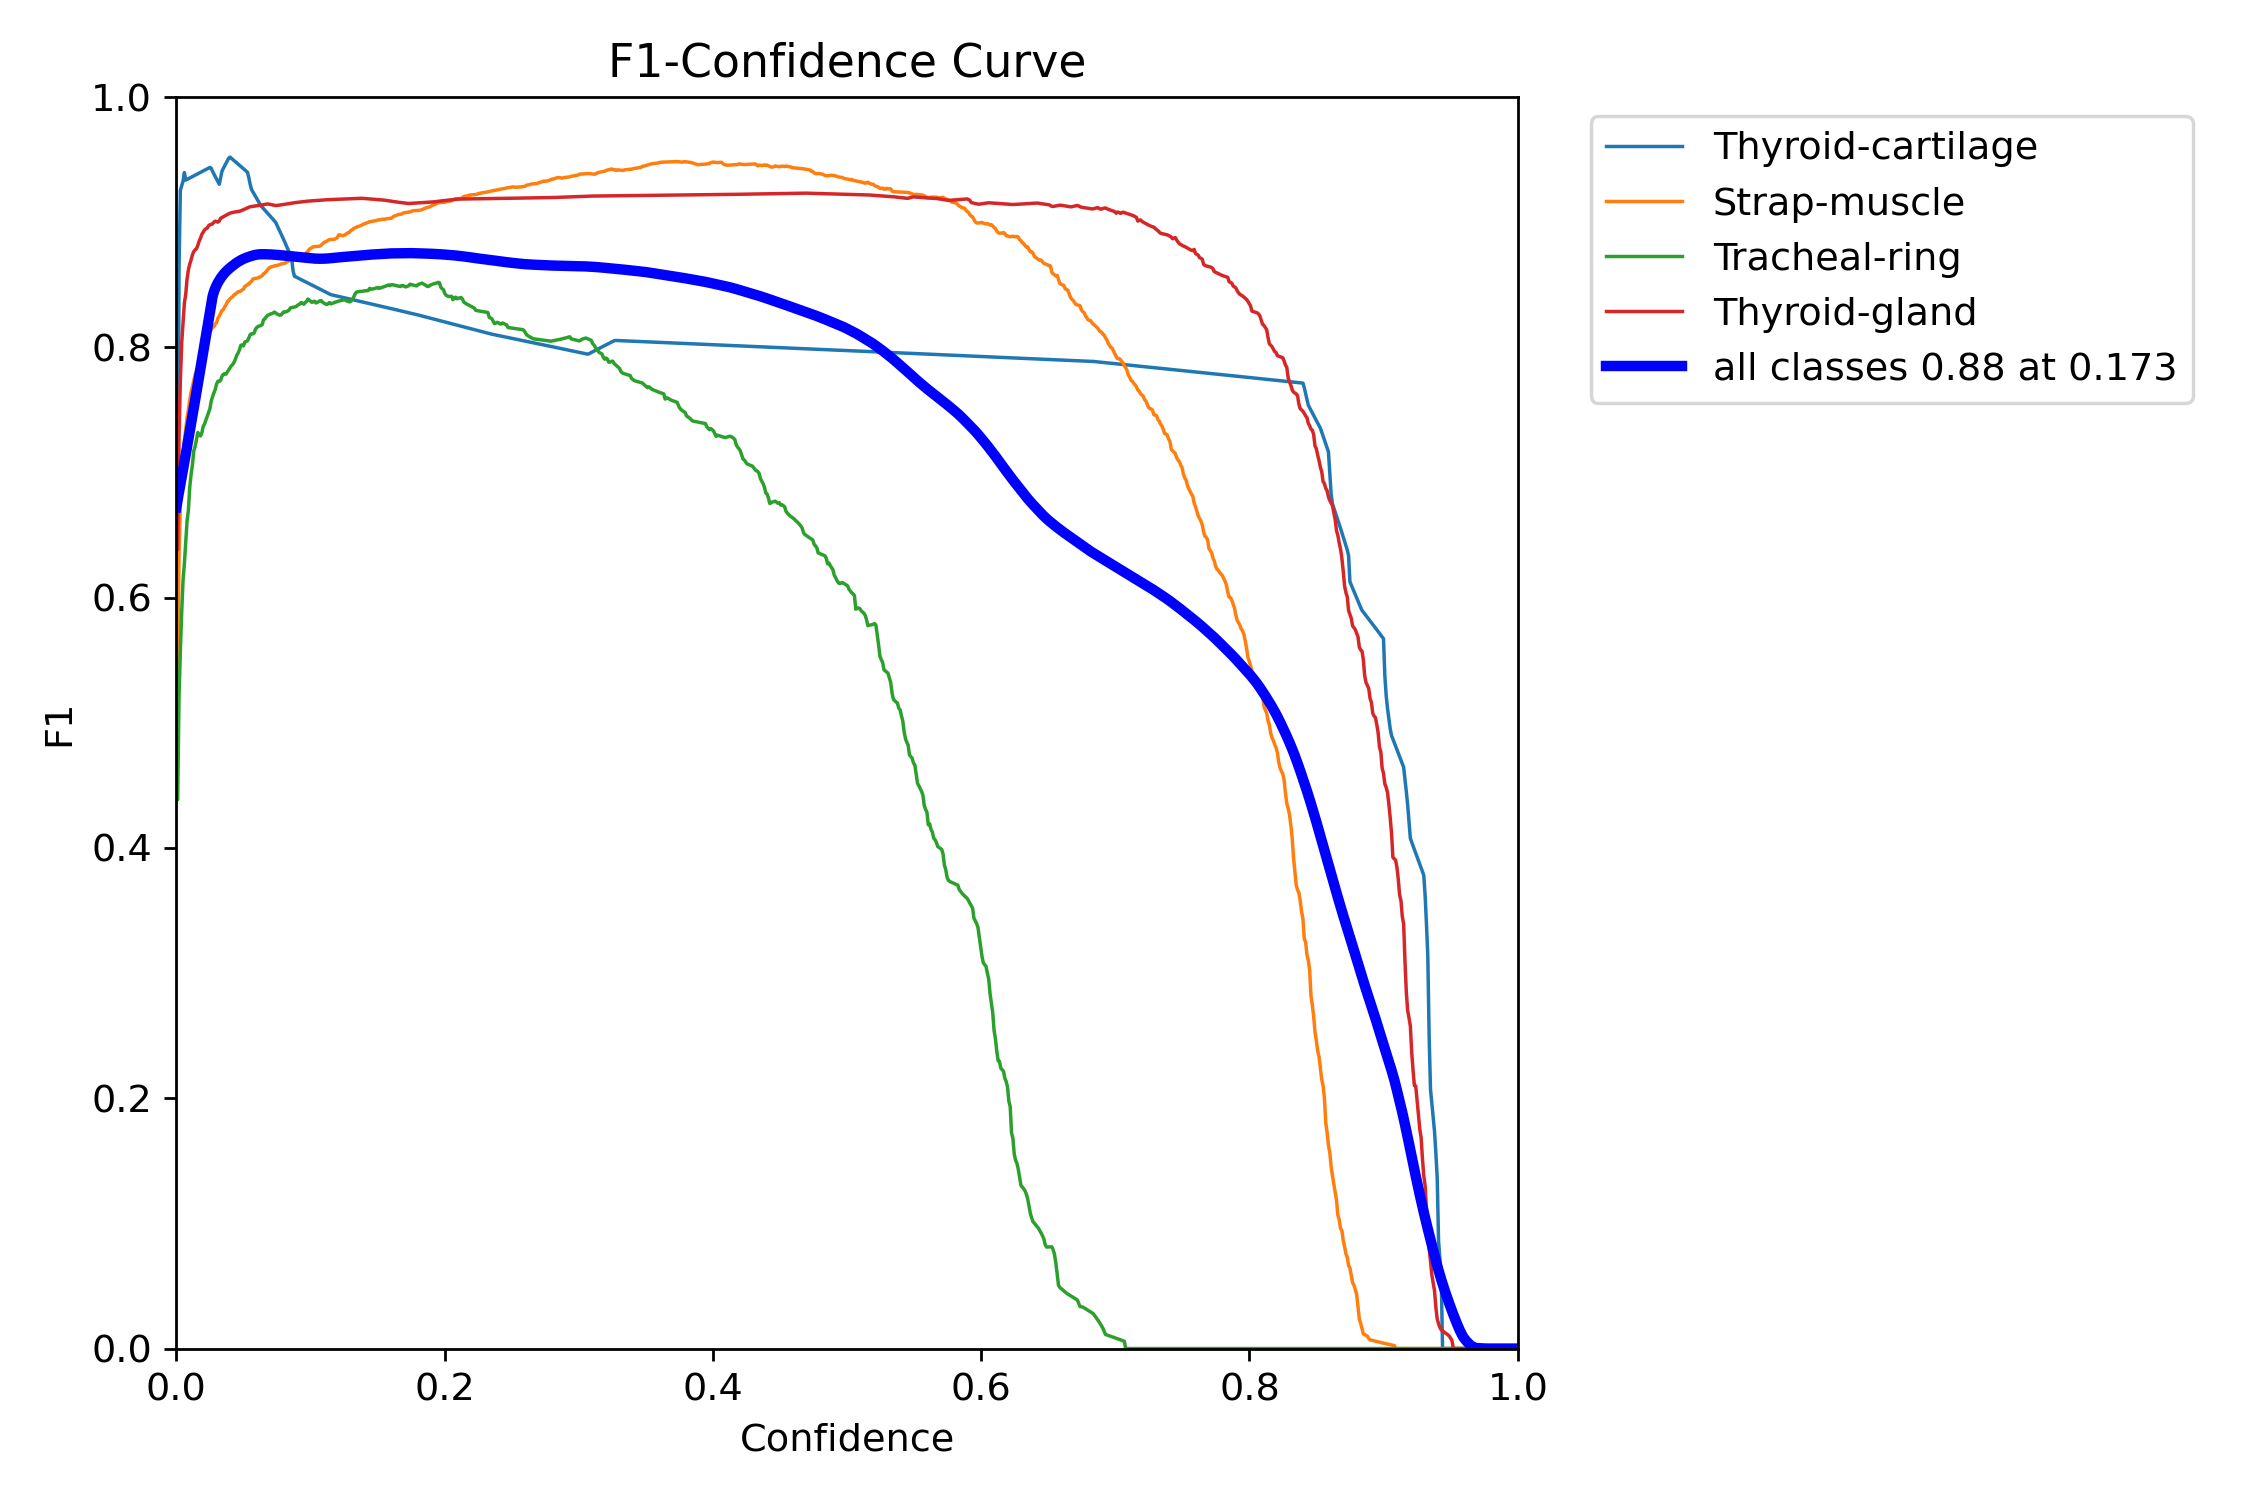 F1-Confidence Curve
1.0
0.8
0.6
0.4
0.2
0.0
F1
0.0 0.2 0.4 0.6 0.8 1.0
Confidence
Thyroid-cartilage
Strap-muscle
Tracheal-ring
Thyroid-gland
all classes 0.88 at 0.173